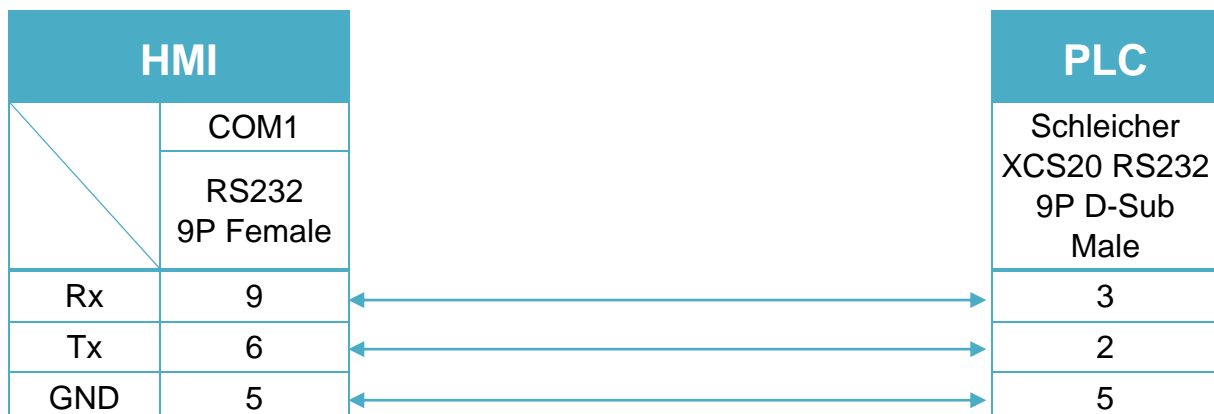 HMI
PLC
COM1
RS232
9P Female
Schleicher
XCS20 RS232
9P D-Sub
Male
Rx 9 3
Tx 6 2
GND 5 5